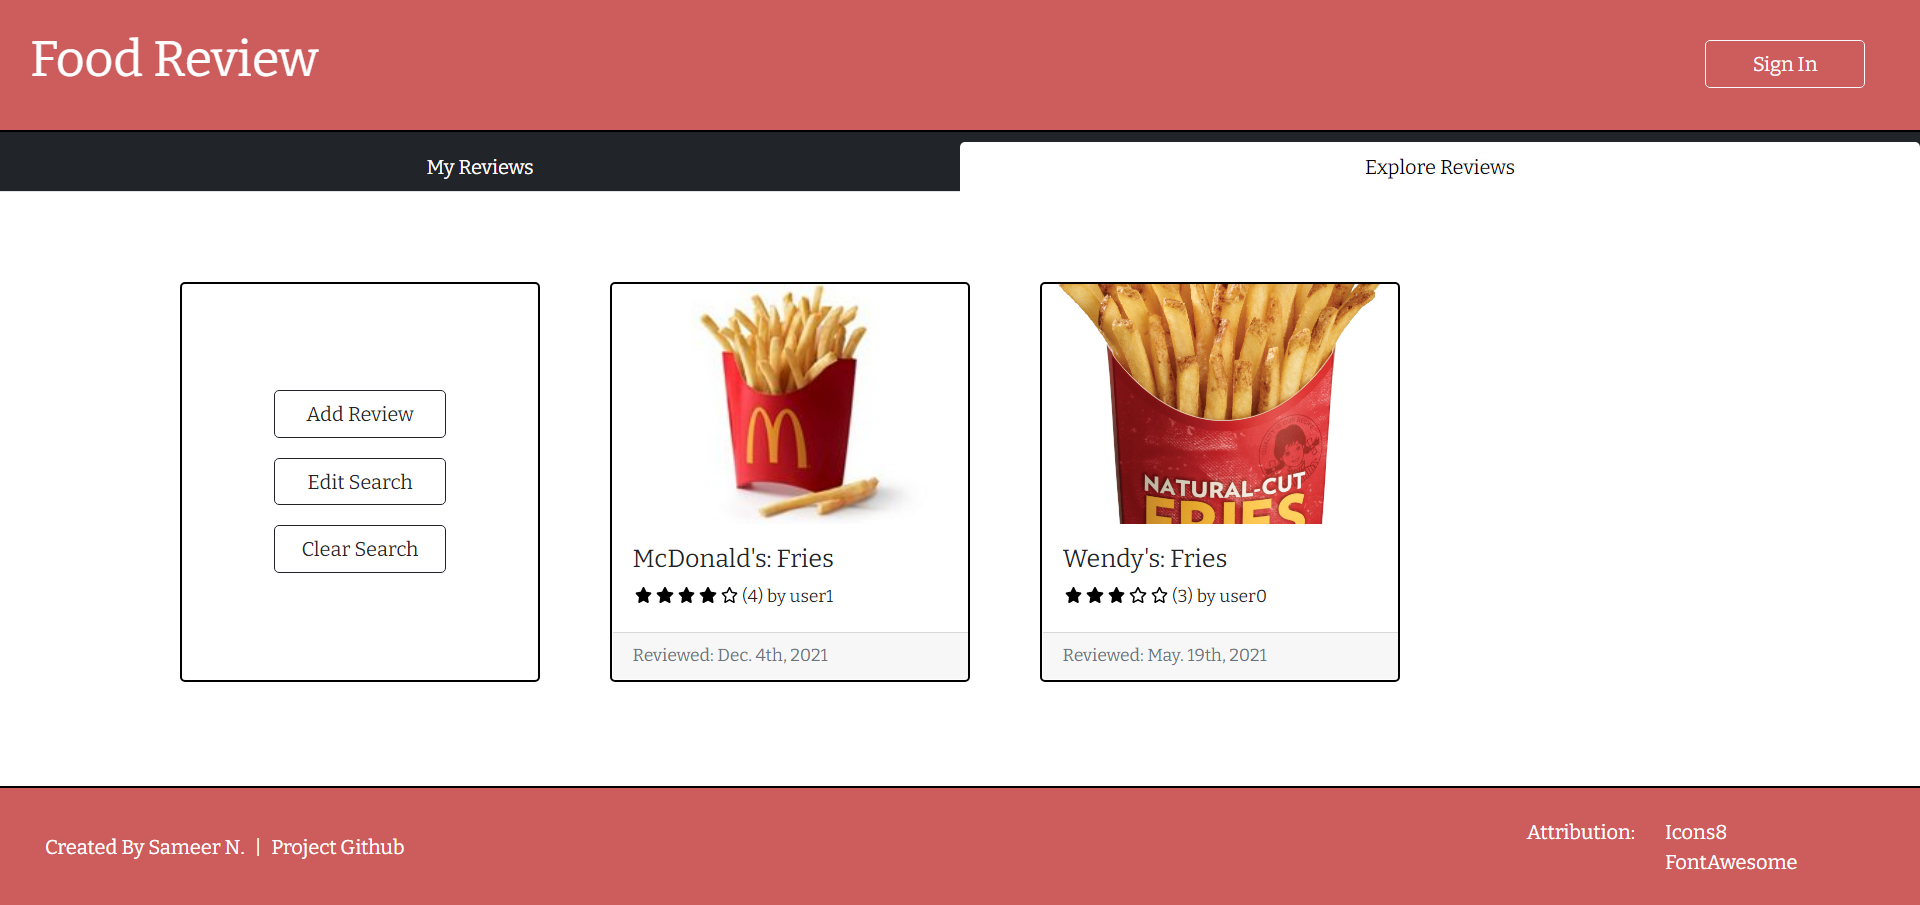 Food Review
Sign In
My Reviews
Explore Reviews
Add Review
Edit Search
Clear Search
McDonald's: Fries
(4) by user1
Reviewed: Dec. 4th, 2021
NATURAL-CUT
FRIES
Wendy's: Fries
(3) by user0
Reviewed: May. 19th, 2021
Created By Sameer N. | Project Github
Attribution: Icons8
FontAwesome